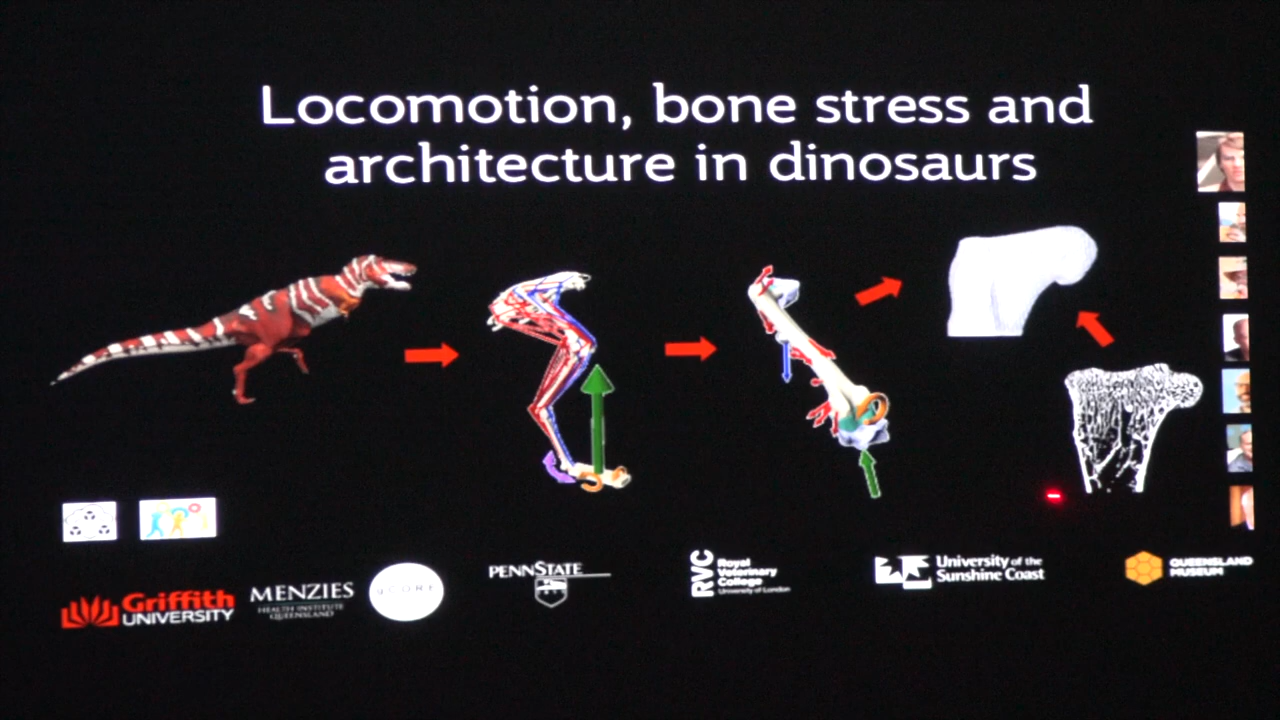 Locomotion, bone stress and
architecture in dinosaurs
Griffith
UNIVERSITY
MENZIES
HEALTH INSTITUTE
QUEENSLAND
PENNSTATE
RVC
Royal
Veterinary
College
University of London
University of the
Sunshine Coast
QUEENSLAND
MUSEUM